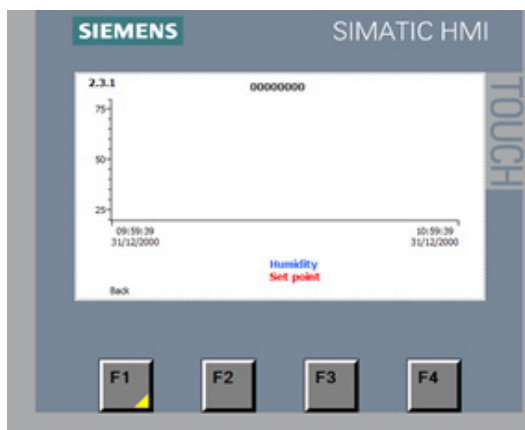 SIEMENS
SIMATIC HMI
TOUCH
2.3.1
00000000
75
50
25
09:59:39
31/12/2000
10:59:39
31/12/2000
Humidity
Set point
Back
F1
F2
F3
F4